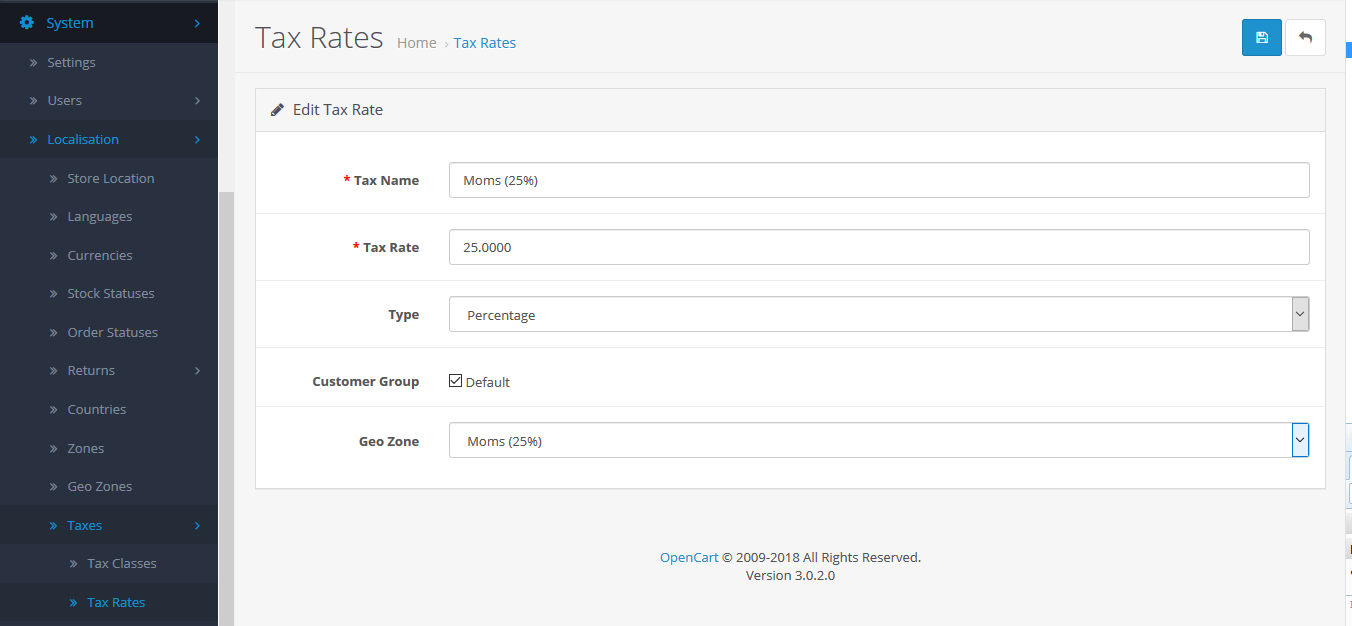 System
Settings
Users
Localisation
Store Location
Languages
Currencies
Stock Statuses
Order Statuses
Returns
Countries
Zones
Geo Zones
Taxes
Tax Classes
Tax Rates
Tax Rates Home › Tax Rates
Edit Tax Rate
* Tax Name Moms (25%)
* Tax Rate 25.0000
Type Percentage
Customer Group Default
Geo Zone Moms (25%)
OpenCart © 2009-2018 All Rights Reserved.
Version 3.0.2.0